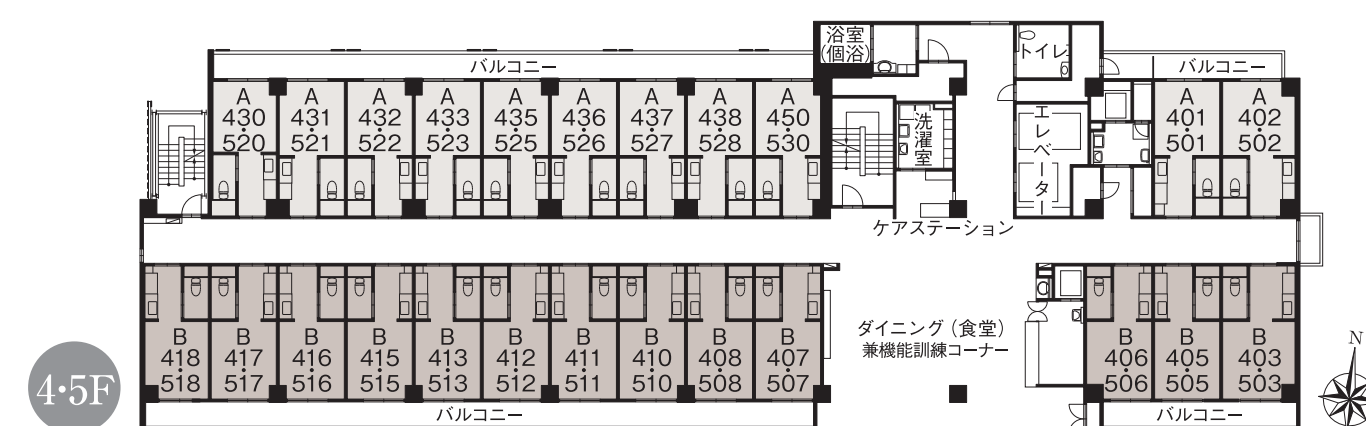 浴室
(個浴)
トイレ
バルコニー
バルコニー
A
430・520
A
431・521
A
432・522
A
433・523
A
435・525
A
436・526
A
437・527
A
438・528
A
450・530
洗濯室
エレベーター
A
401・501
A
402・502
ケアステーション
B
418・518
B
417・517
B
416・516
B
415・515
B
413・513
B
412・512
B
411・511
B
410・510
B
408・508
B
407・507
ダイニング(食堂)
兼機能訓練コーナー
B
406・506
B
405・505
B
403・503
N
4・5F
バルコニー
バルコニー